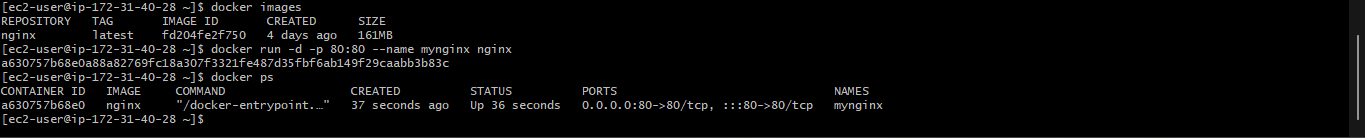 [ec2-user@ip-172-31-40-28 ~]$ docker images
REPOSITORY   TAG       IMAGE ID       CREATED      SIZE
nginx        latest    fd204fe2f750   4 days ago   161MB
[ec2-user@ip-172-31-40-28 ~]$ docker run -d -p 80:80 --name mynginx nginx
a630757b68e0a88a82769fc18a307f3321fe487d35fbf6ab149f29caabb3b83c
[ec2-user@ip-172-31-40-28 ~]$ docker ps
CONTAINER ID   IMAGE     COMMAND                  CREATED          STATUS          PORTS                               NAMES
a630757b68e0   nginx     "/docker-entrypoint.…"   37 seconds ago   Up 36 seconds   0.0.0.0:80->80/tcp, :::80->80/tcp   mynginx
[ec2-user@ip-172-31-40-28 ~]$